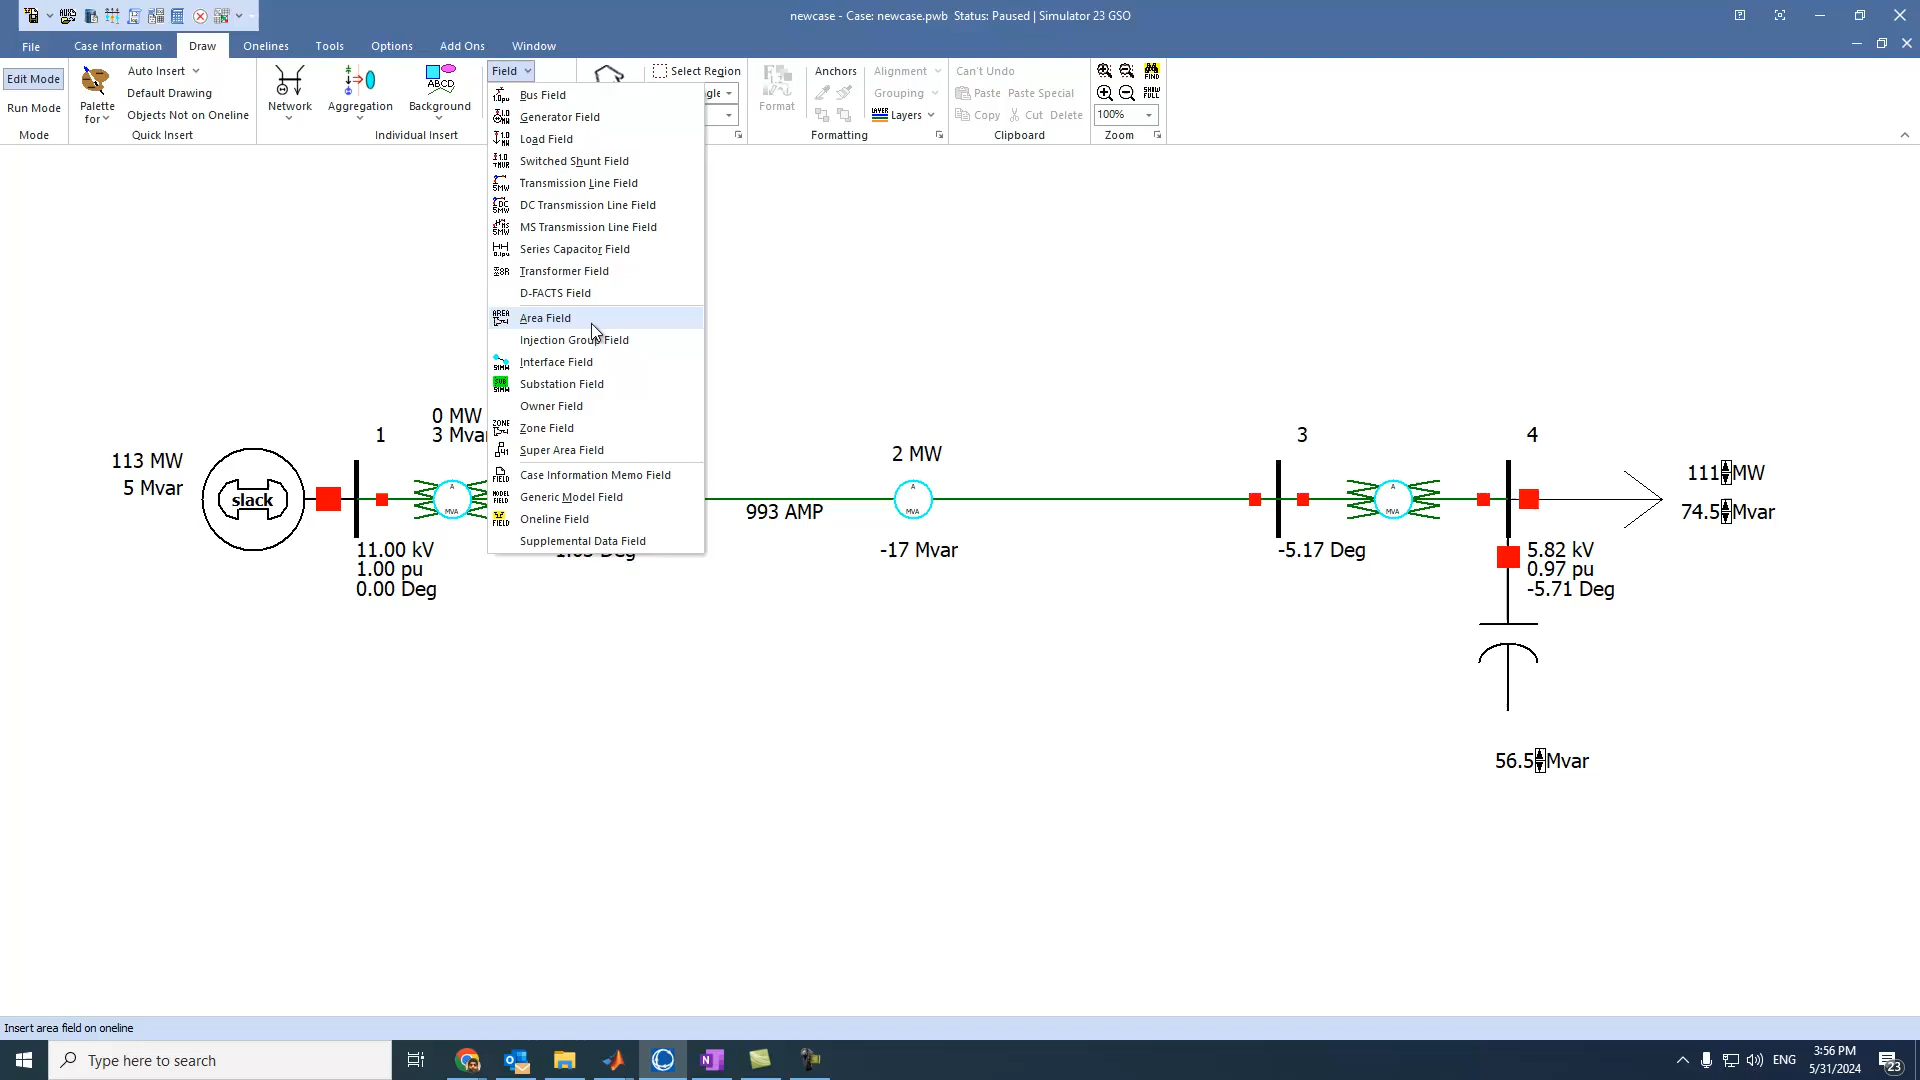 newcase - Case: newcase.pwb  Status: Paused | Simulator 23 GSO
File
Case Information
Draw
Onelines
Tools
Options
Add Ons
Window
Edit Mode
Run Mode
Mode
Palette for
Auto Insert
Default Drawing
Objects Not on Oneline
Quick Insert
Network
Aggregation
ABCD
Background
Individual Insert
Field
Bus Field
Generator Field
Load Field
Switched Shunt Field
Transmission Line Field
DC Transmission Line Field
MS Transmission Line Field
Series Capacitor Field
Transformer Field
D-FACTS Field
Area Field
Injection Group Field
Interface Field
Substation Field
Owner Field
Zone Field
Super Area Field
Case Information Memo Field
Generic Model Field
Oneline Field
Supplemental Data Field
Select Region
Format
Anchors
Alignment
Grouping
Layers
Formatting
Can't Undo
Paste
Paste Special
Copy
Cut
Delete
Clipboard
100%
Zoom
113 MW
5 Mvar
slack
1
0 MW
3 Mvar
A
MVA
11.00 kV
1.00 pu
0.00 Deg
993 AMP
2 MW
A
MVA
-17 Mvar
3
-5.17 Deg
A
MVA
4
5.82 kV
0.97 pu
-5.71 Deg
111 MW
74.5 Mvar
56.5 Mvar
Insert area field on oneline
Type here to search
ENG
3:56 PM
5/31/2024
23